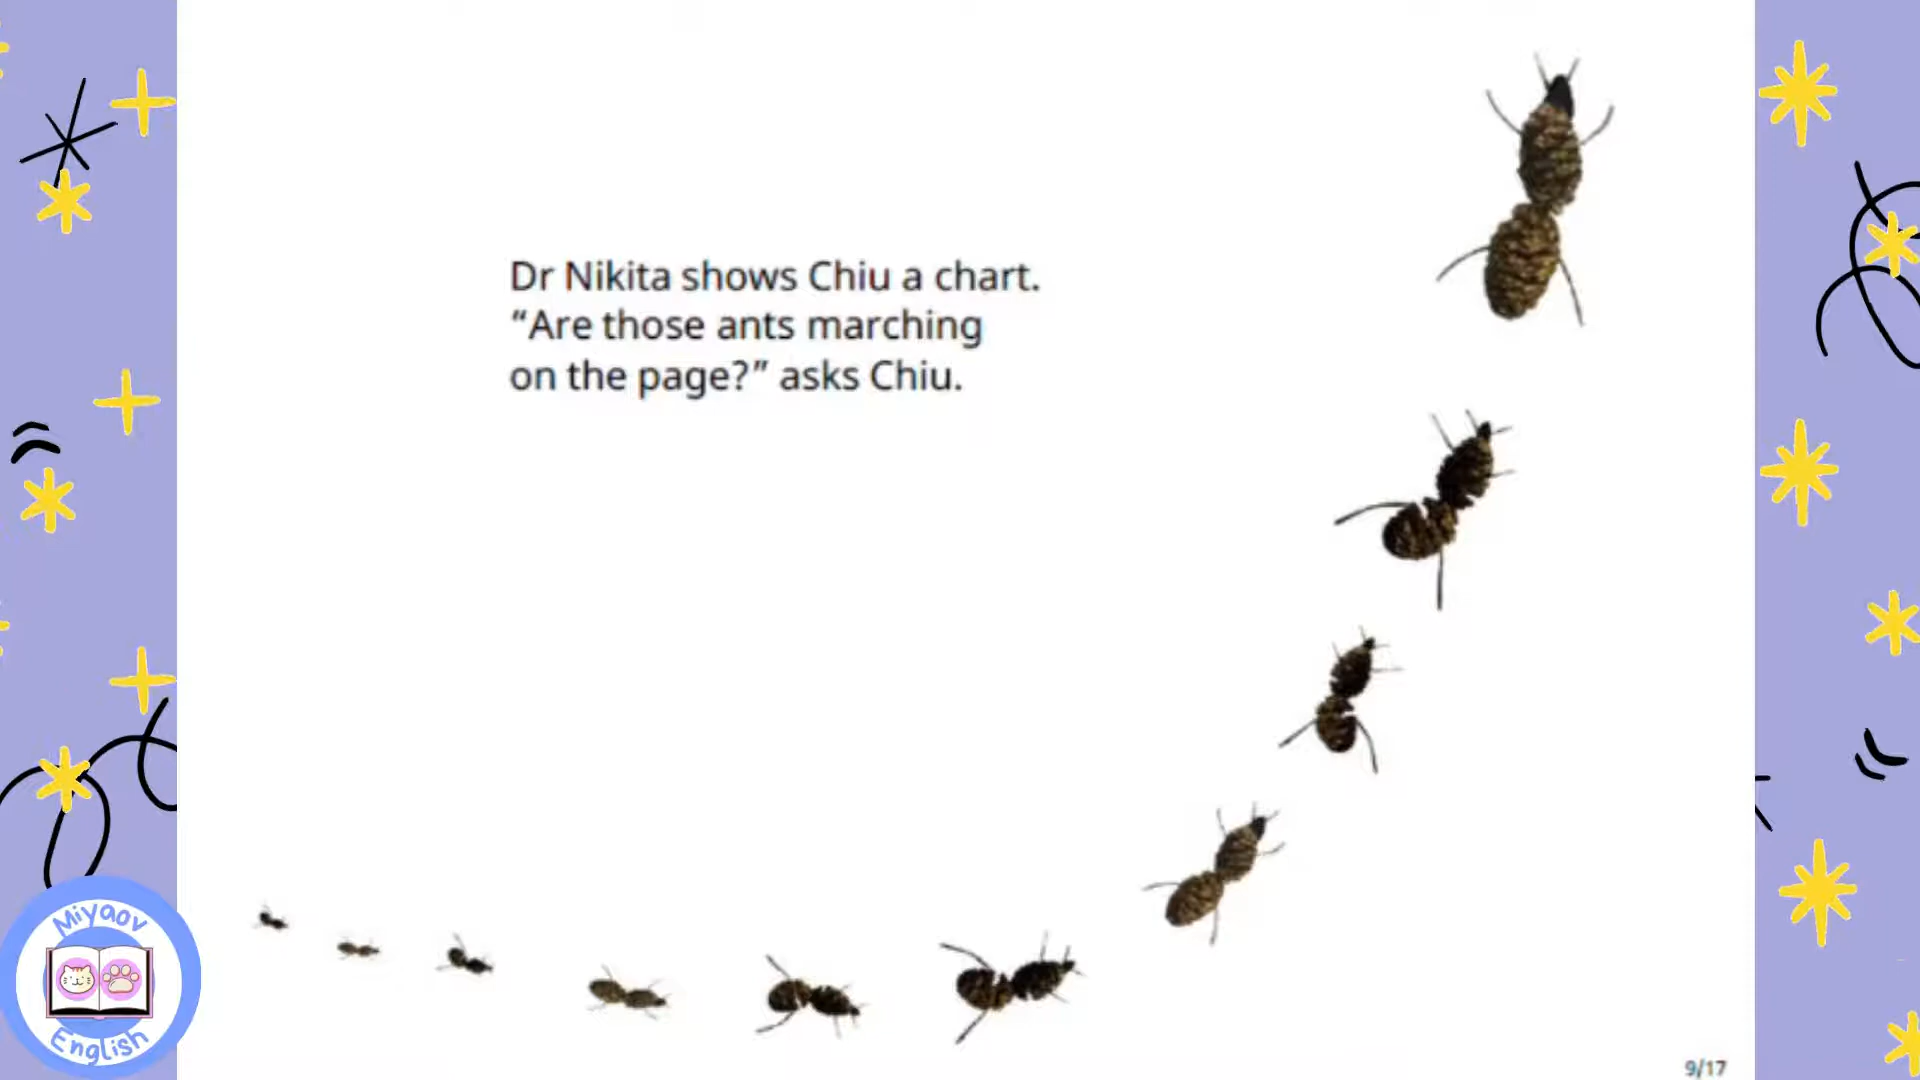 Dr Nikita shows Chiu a chart.
“Are those ants marching
on the page?” asks Chiu.
Miyaov
English
9/17